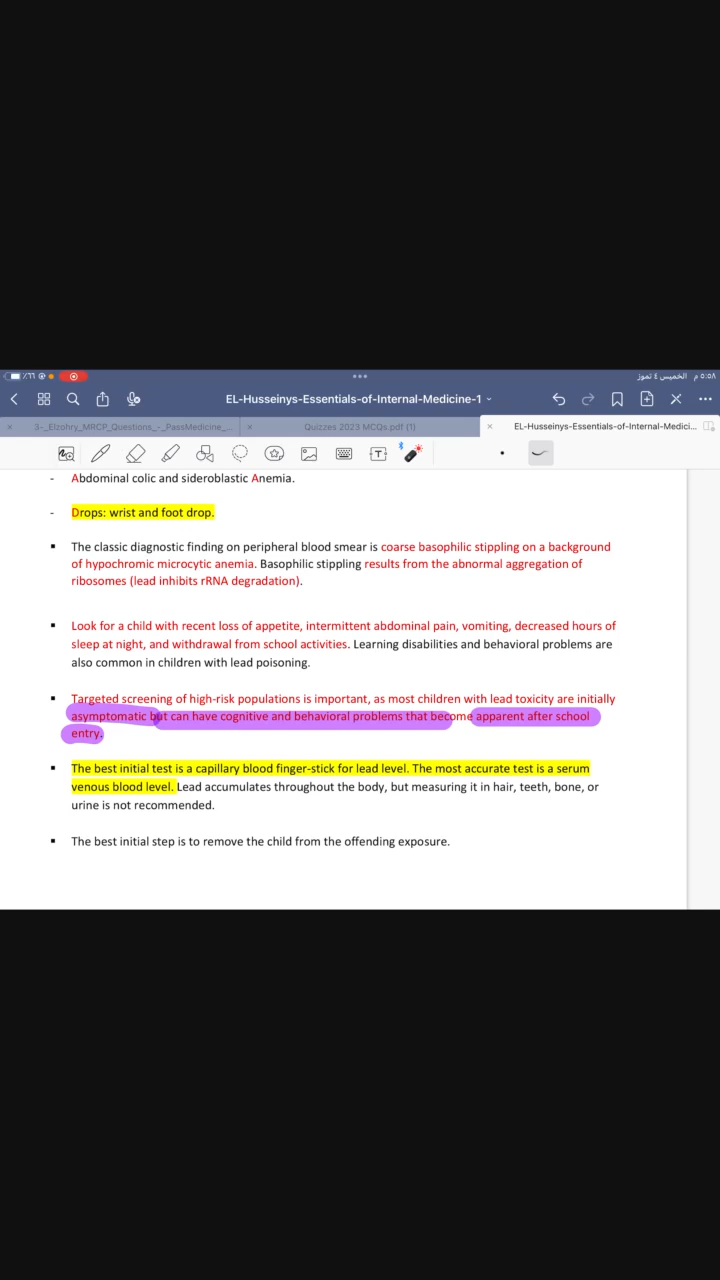 ٪٦٦
٥:٥٨ م الخميس ٤ تموز
EL-Husseinys-Essentials-of-Internal-Medicine-1
3-_Elzohry_MRCP_Questions_-_PassMedicine_...
Quizzes 2023 MCQs.pdf (1)
EL-Husseinys-Essentials-of-Internal-Medici...
- Abdominal colic and sideroblastic Anemia.
- Drops: wrist and foot drop.
▪ The classic diagnostic finding on peripheral blood smear is coarse basophilic stippling on a background
of hypochromic microcytic anemia. Basophilic stippling results from the abnormal aggregation of
ribosomes (lead inhibits rRNA degradation).
▪ Look for a child with recent loss of appetite, intermittent abdominal pain, vomiting, decreased hours of
sleep at night, and withdrawal from school activities. Learning disabilities and behavioral problems are
also common in children with lead poisoning.
▪ Targeted screening of high-risk populations is important, as most children with lead toxicity are initially
asymptomatic but can have cognitive and behavioral problems that become apparent after school
entry.
▪ The best initial test is a capillary blood finger-stick for lead level. The most accurate test is a serum
venous blood level. Lead accumulates throughout the body, but measuring it in hair, teeth, bone, or
urine is not recommended.
▪ The best initial step is to remove the child from the offending exposure.